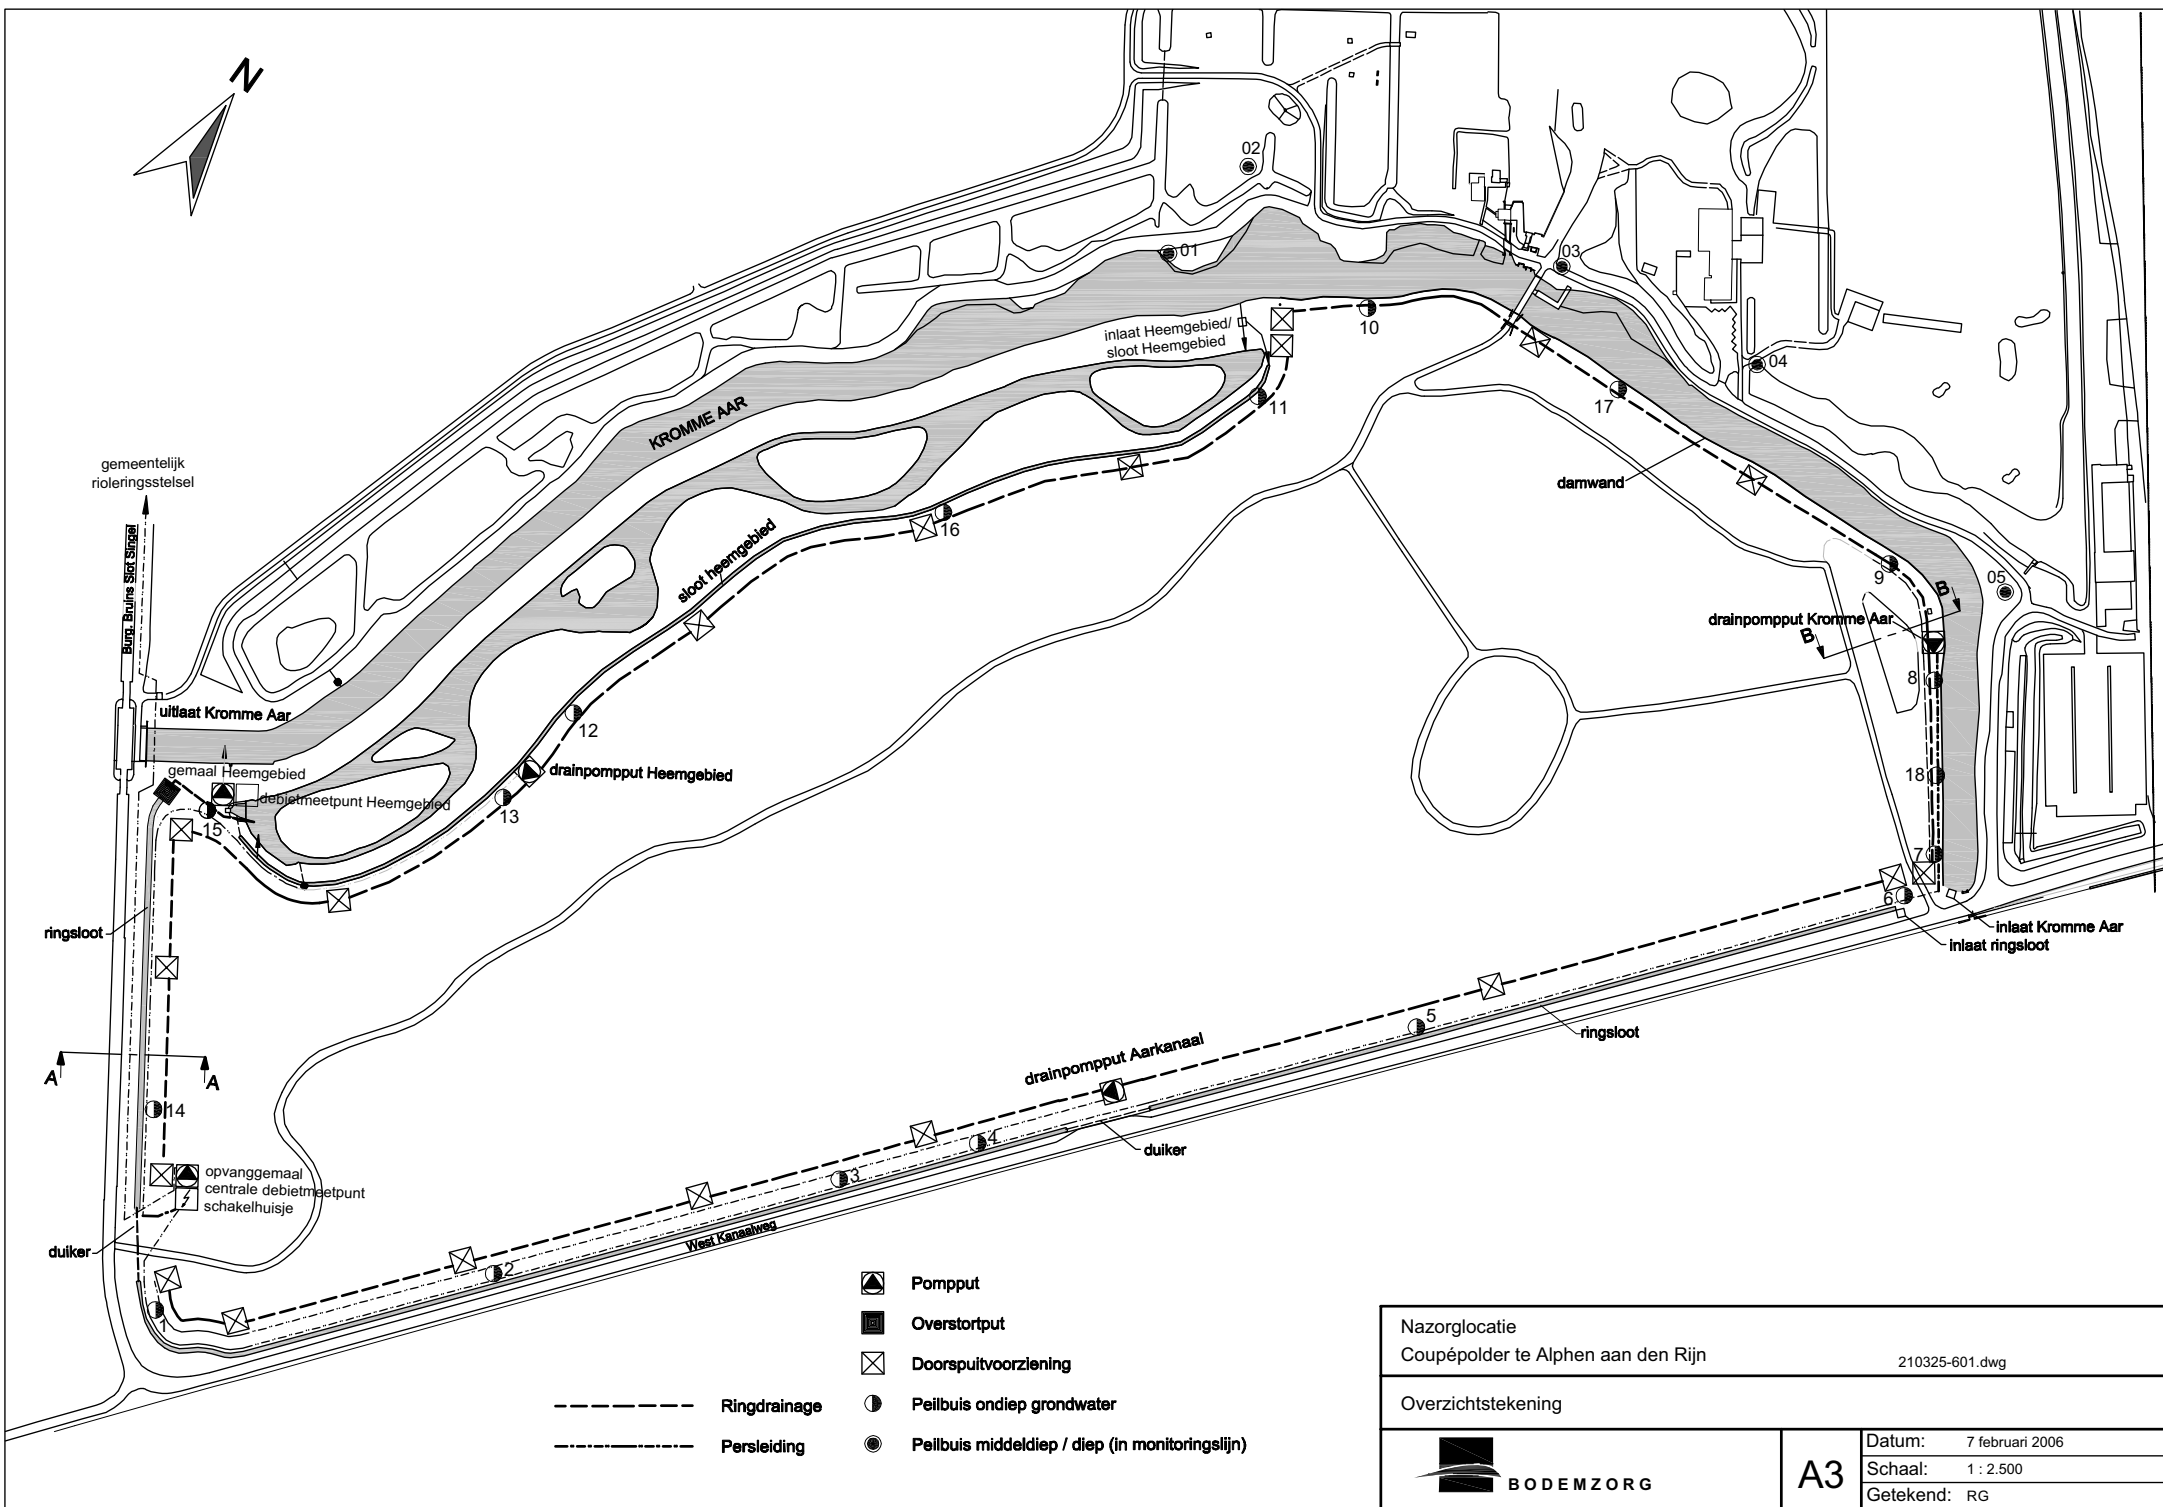 N
02
01
03
04
05
inlaat Heemgebied/
sloot Heemgebied
10
11
17
KROMME AAR
damwand
gemeentelijk
rioleringsstelsel
Burg. Bruins Slot Singel
16
sloot heemgebied
9
B
drainpompput Kromme Aar
B
8
uitlaat Kromme Aar
12
gemaal Heemgebied
drainpompput Heemgebied
debietmeetpunt Heemgebied
13
15
18
7
6
ringsloot
inlaat Kromme Aar
inlaat ringsloot
5
ringsloot
drainpompput Aarkanaal
A
A
14
4
duiker
3
opvanggemaal
centrale debietmeetpunt
schakelhuisje
West Kanaalweg
duiker
2
1
Pompput
Overstortput
Doorspuitvoorziening
Ringdrainage
Peilbuis ondiep grondwater
Persleiding
Peilbuis middeldiep / diep (in monitoringslijn)
Nazorglocatie
Coupépolder te Alphen aan den Rijn
210325-601.dwg
Overzichtstekening
BODEMZORG
A3
Datum: 7 februari 2006
Schaal: 1 : 2.500
Getekend: RG